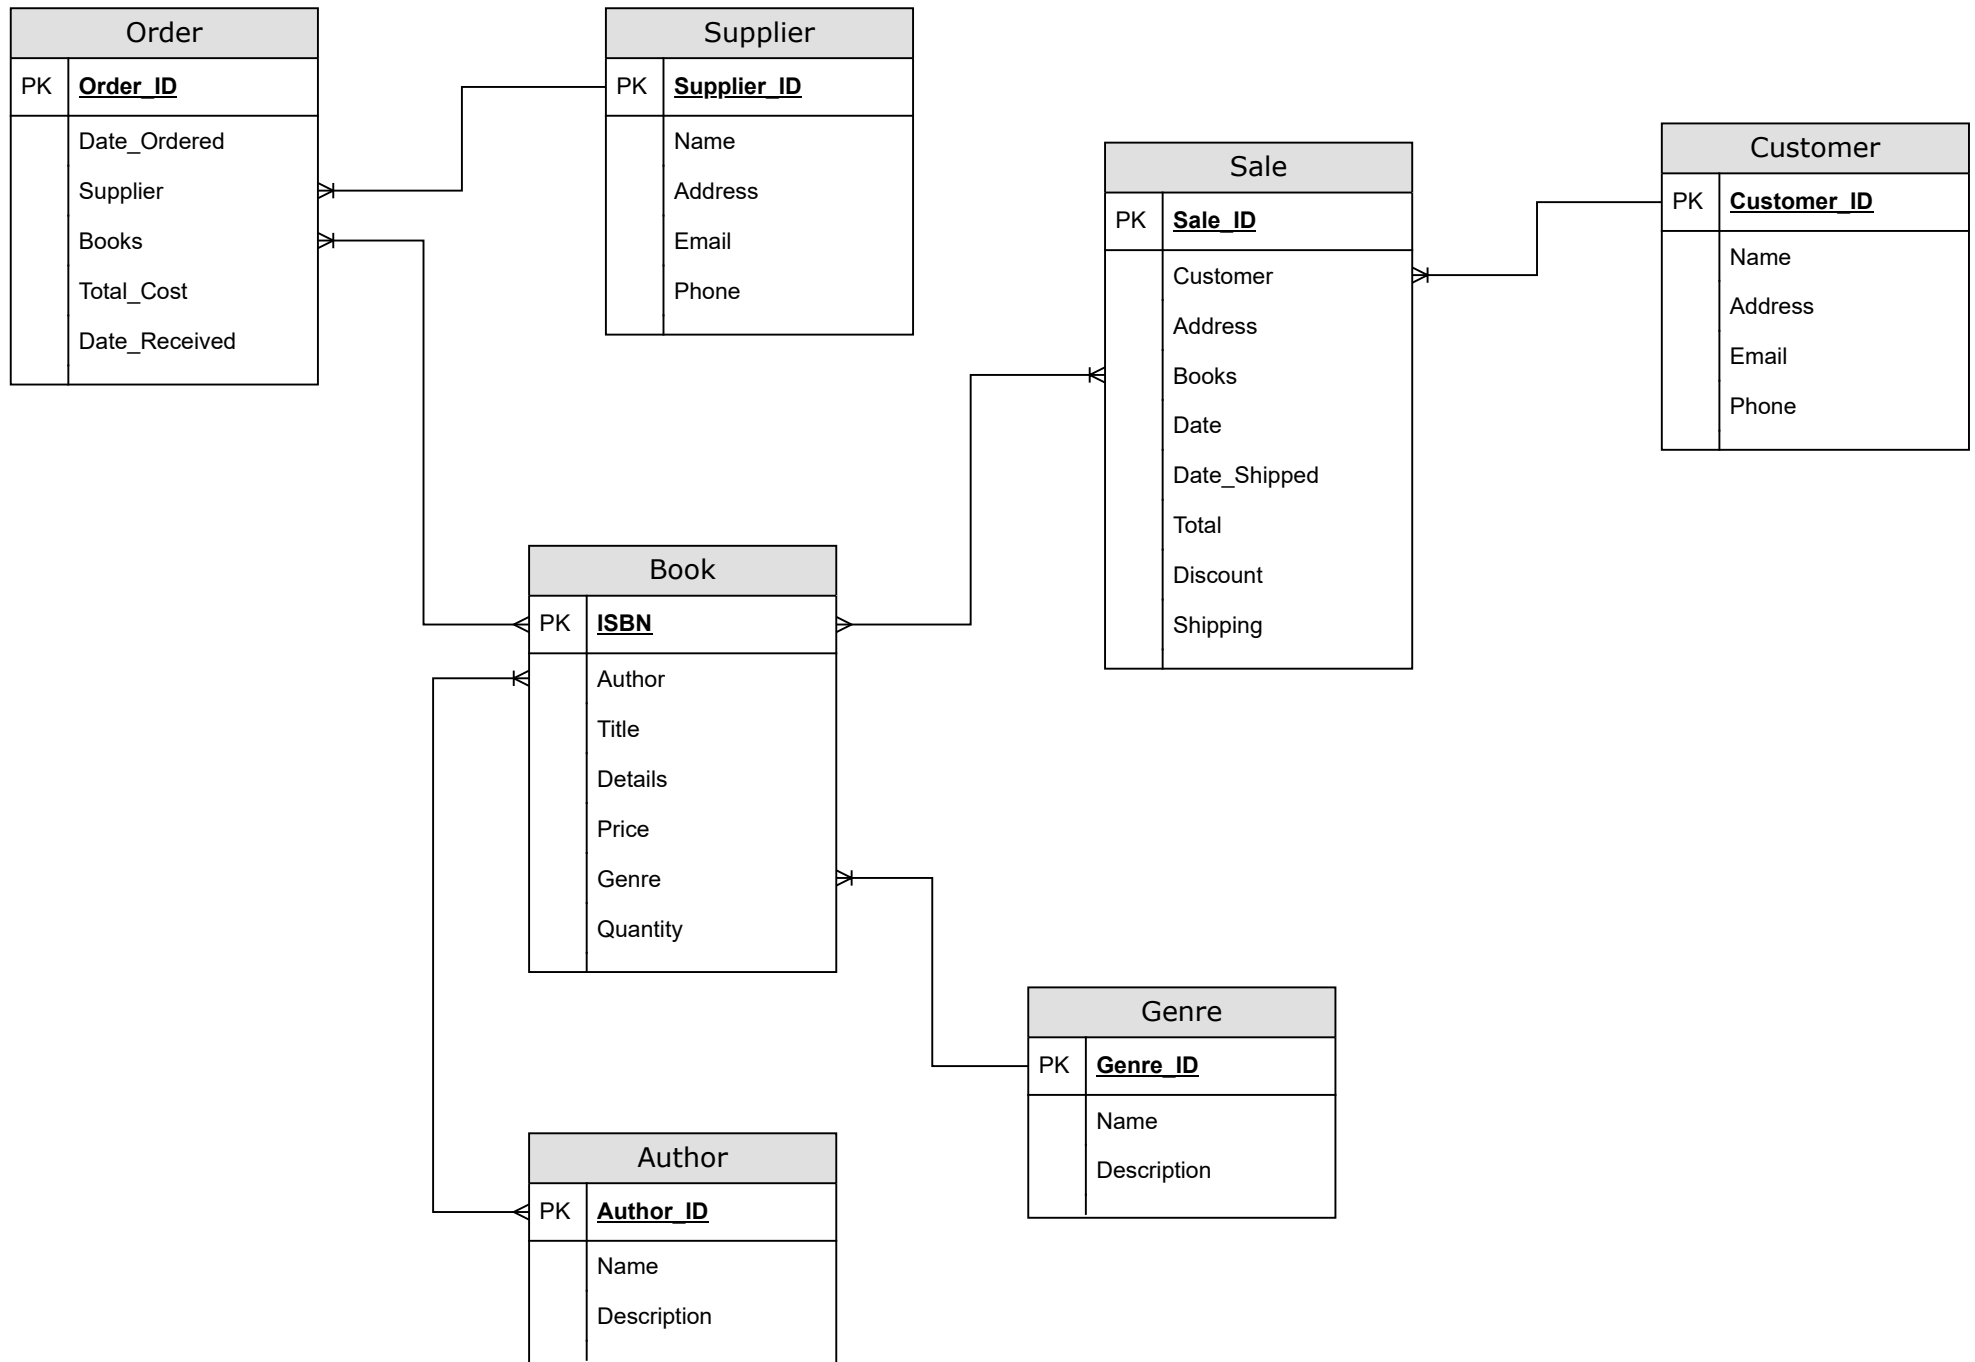 Order
PK Order_ID
Date_Ordered
Supplier
Books
Total_Cost
Date_Received
Supplier
PK Supplier_ID
Name
Address
Email
Phone
Sale
PK Sale_ID
Customer
Address
Books
Date
Date_Shipped
Total
Discount
Shipping
Customer
PK Customer_ID
Name
Address
Email
Phone
Book
PK ISBN
Author
Title
Details
Price
Genre
Quantity
Genre
PK Genre_ID
Name
Description
Author
PK Author_ID
Name
Description